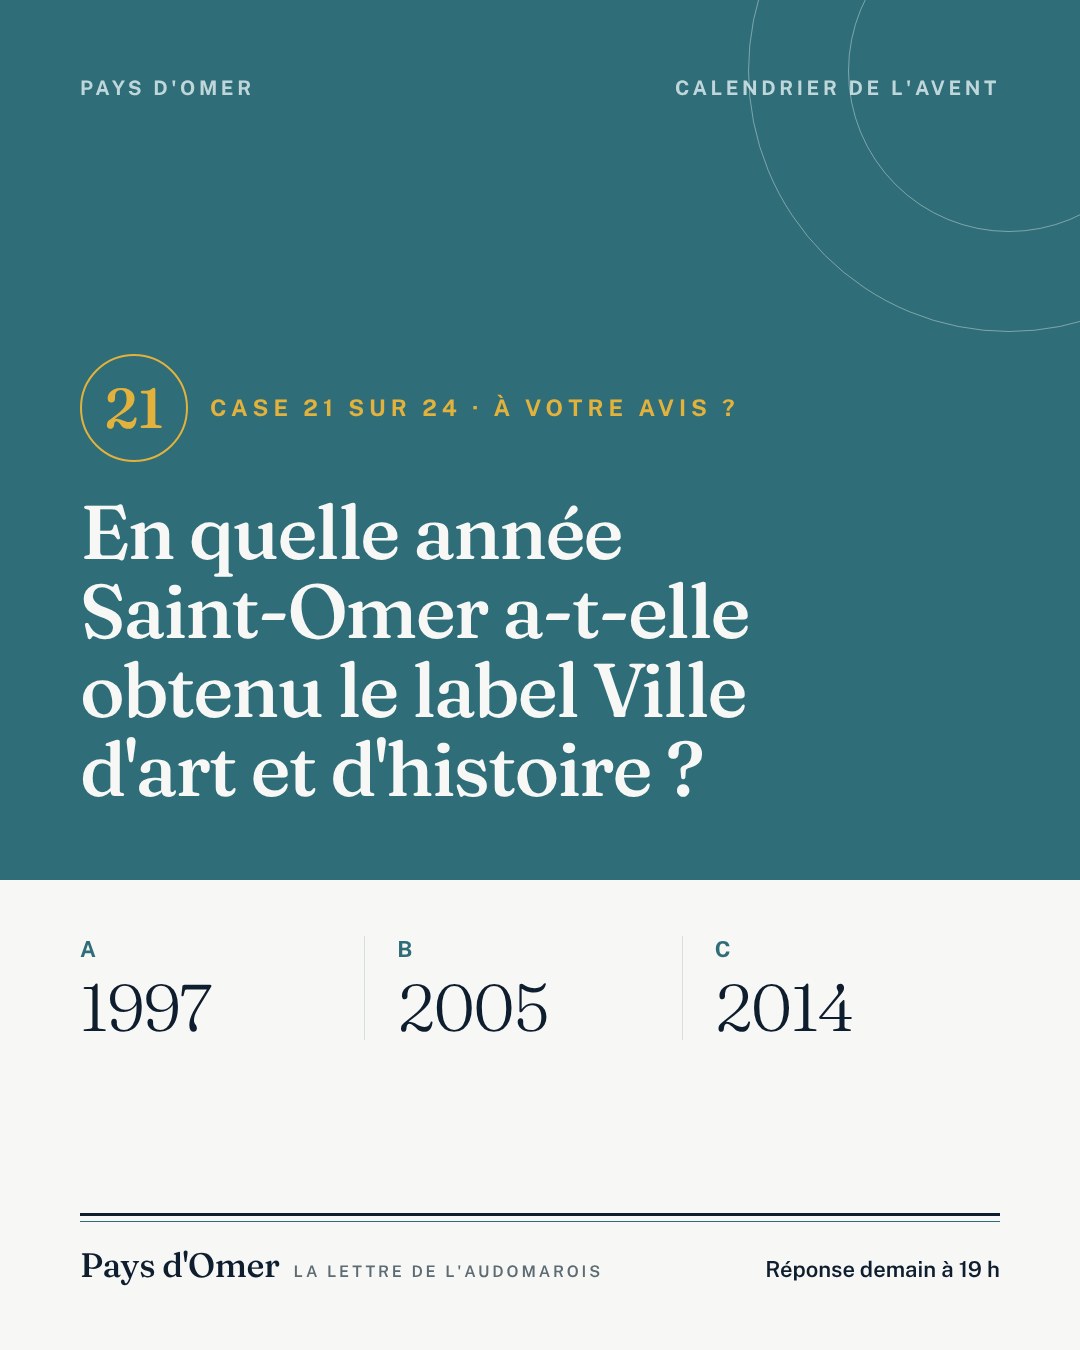 PAYS D'OMER
CALENDRIER DE L'AVENT
21
CASE 21 SUR 24 · À VOTRE AVIS ?
En quelle année
Saint-Omer a-t-elle
obtenu le label Ville
d'art et d'histoire ?
A
1997
B
2005
C
2014
Pays d'Omer LA LETTRE DE L'AUDOMAROIS
Réponse demain à 19 h